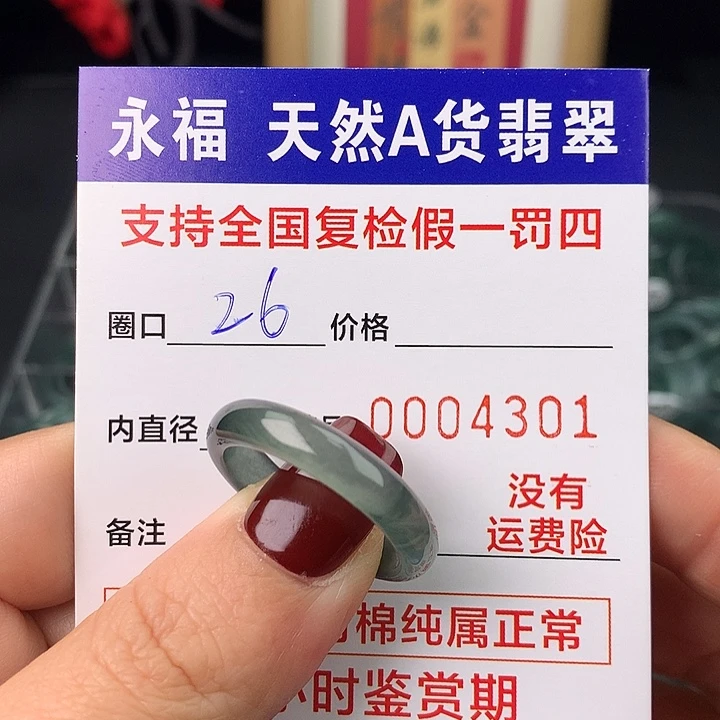 永福 天然A货翡翠
支持全国复检假一罚四
圈口 26 价格
内直径 0004301
备注 没有
运费险
棉纯属正常
小时鉴赏期